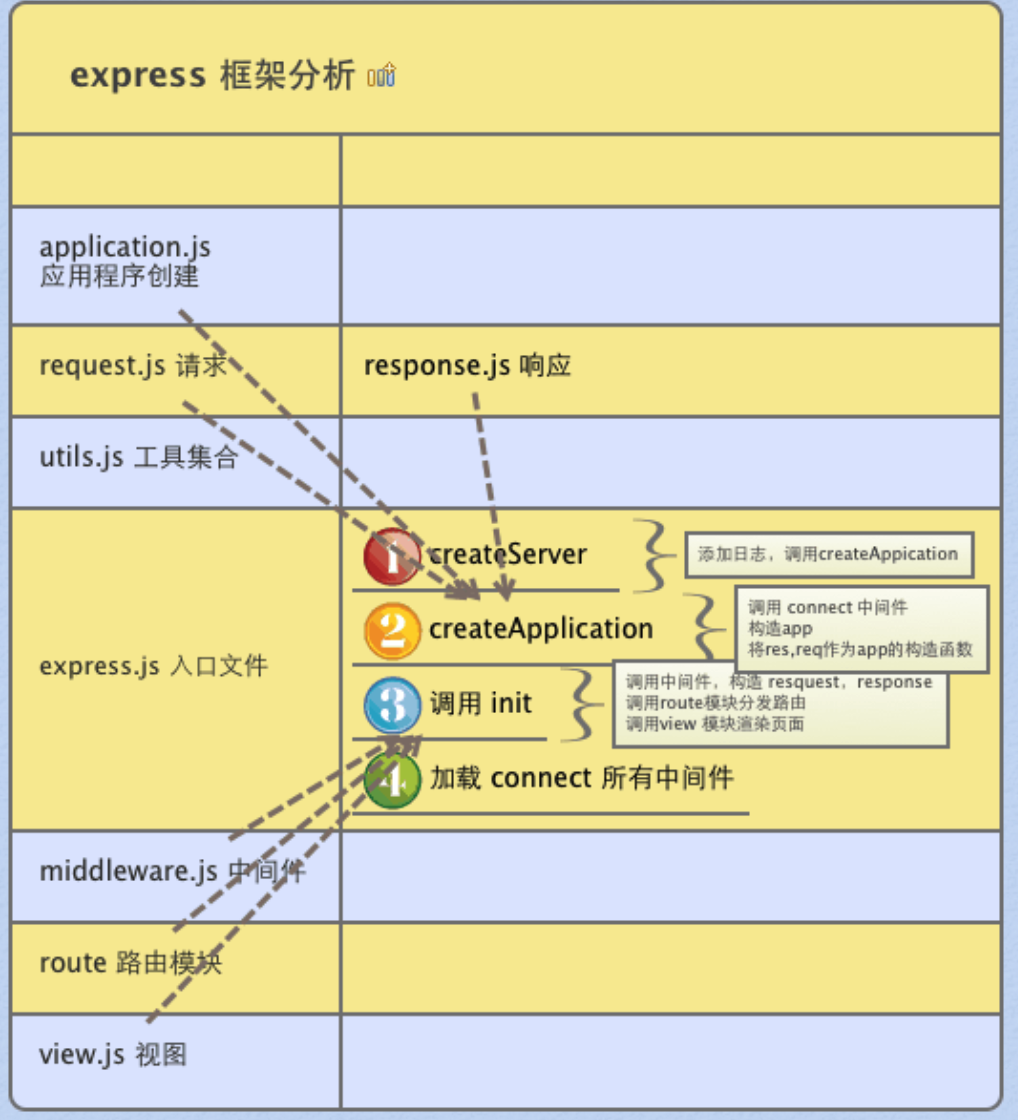 express 框架分析
application.js
应用程序创建
request.js 请求
response.js 响应
utils.js 工具集合
express.js 入口文件
1 createServer
添加日志，调用createAppication
2 createApplication
调用 connect 中间件
构造app
将res,req作为app的构造函数
3 调用 init
调用中间件，构造 resquest，response
调用route模块分发路由
调用view 模块渲染页面
4 加载 connect 所有中间件
middleware.js 中间件
route 路由模块
view.js 视图